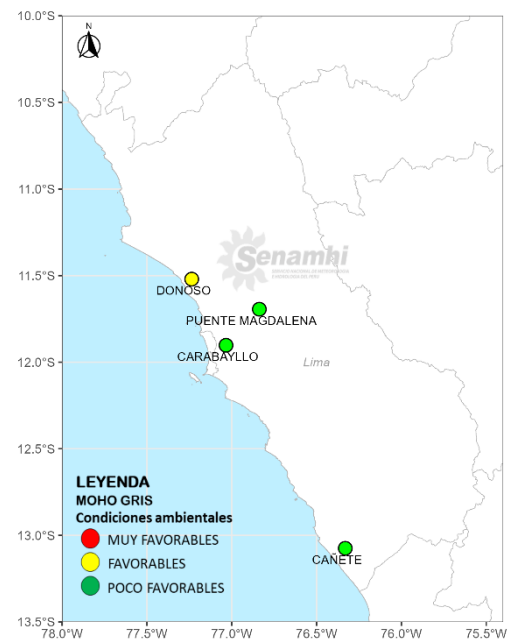 10.0°S
N
10.5°S
11.0°S
Senamhi
11.5°S
DONOSO
PUENTE MAGDALENA
CARABAYLLO
12.0°S
Lima
12.5°S
LEYENDA
MOHO GRIS
Condiciones ambientales
13.0°S
MUY FAVORABLES
CAÑETE
FAVORABLES
POCO FAVORABLES
13.5°S
78.0°W 77.5°W 77.0°W 76.5°W 76.0°W 75.5°W